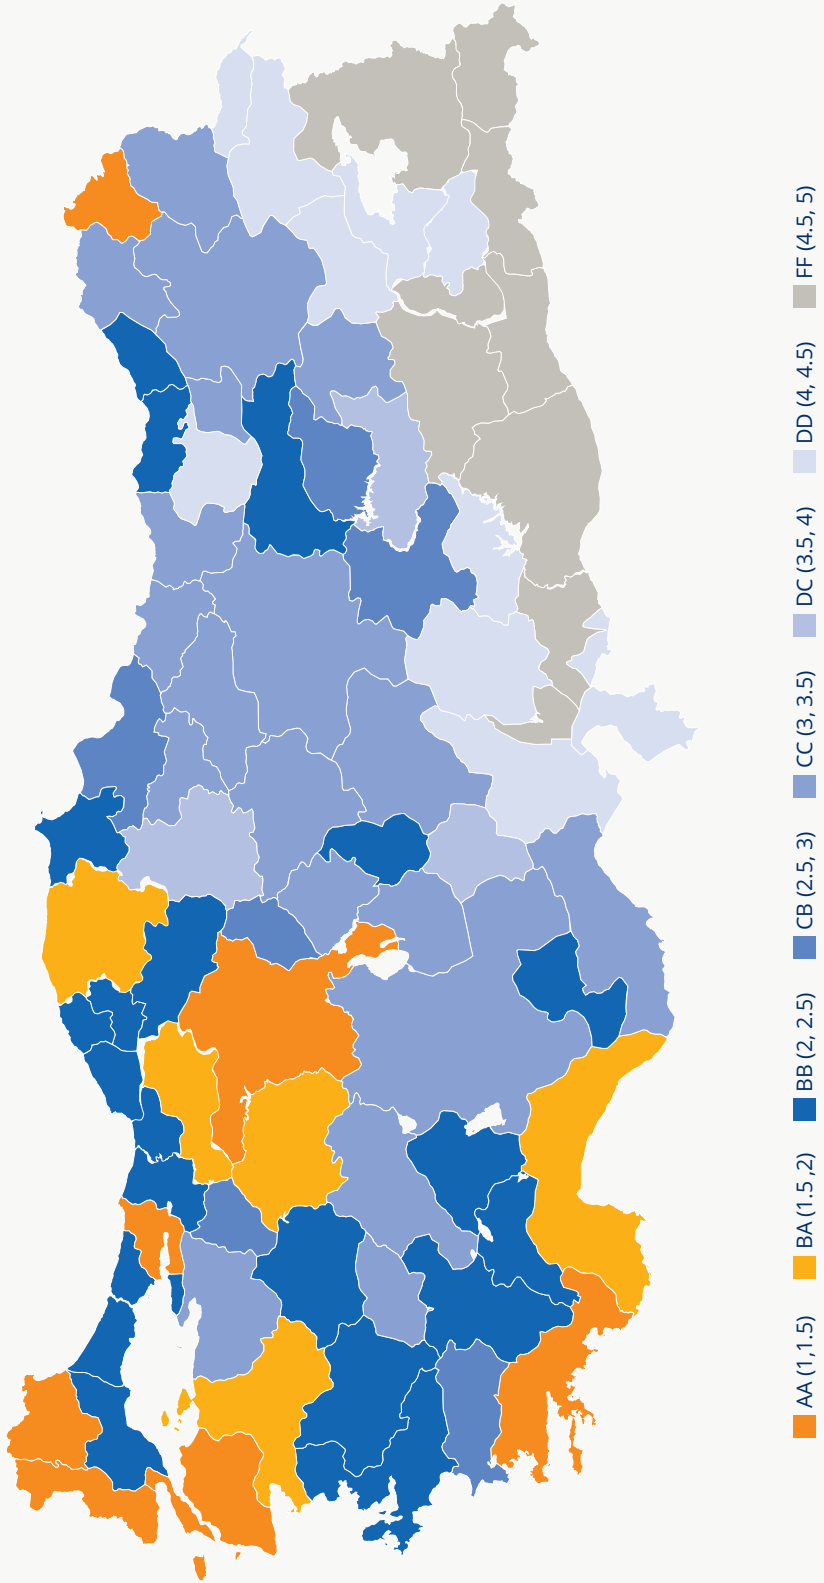 AA (1,1.5)
BA (1.5,2)
BB (2, 2.5)
CB (2.5, 3)
CC (3, 3.5)
DC (3.5, 4)
DD (4, 4.5)
FF (4.5, 5)